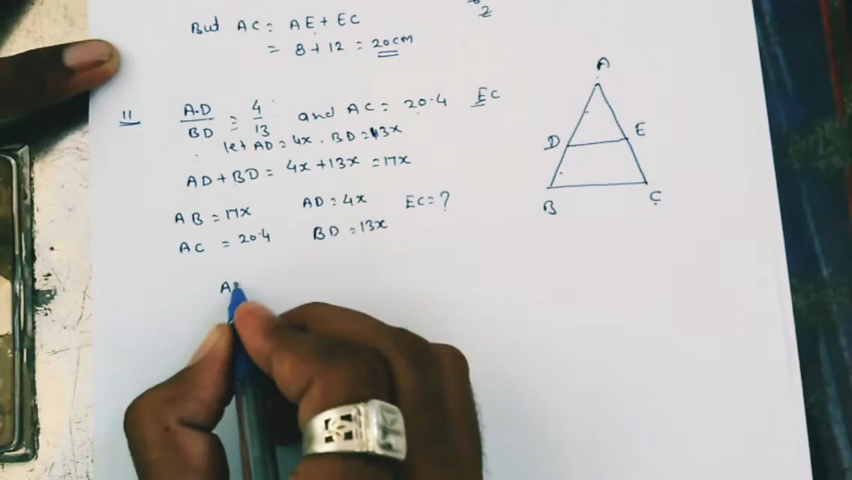 But AC = AE + EC
= 8 + 12 = 20cm
2
11 AD/BD = 4/13 and AC = 20.4 EC
let AD = 4x . BD = 13x
AD + BD = 4x + 13x = 17x
AB = 17x AD = 4x EC = ?
AC = 20.4 BD = 13x
A
A
D E
B C